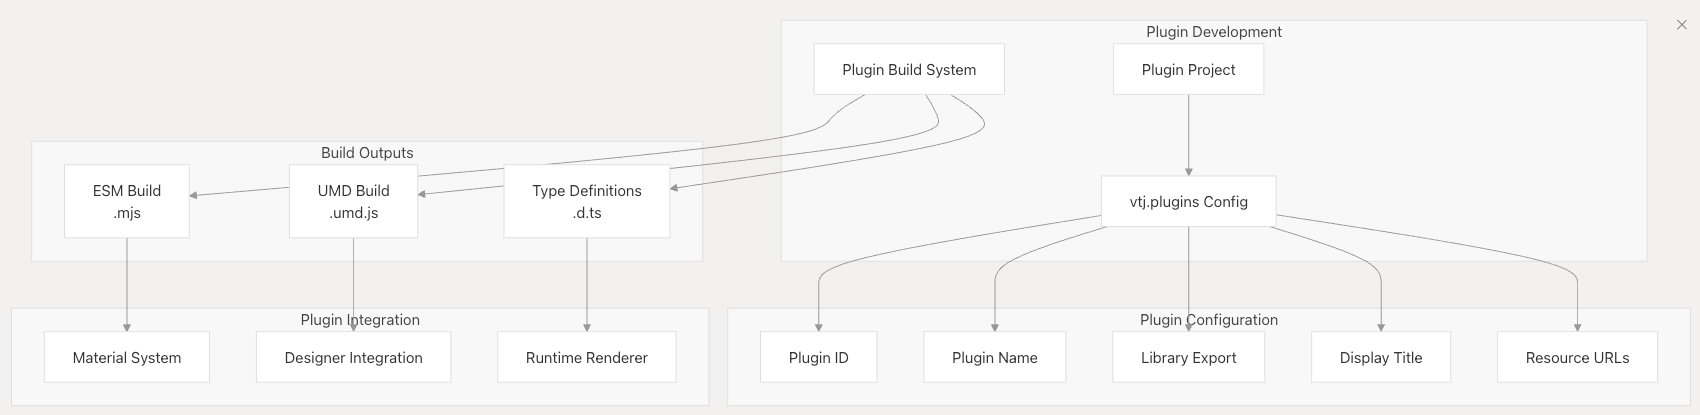 Plugin Development
Plugin Build System
Plugin Project
Build Outputs
ESM Build
.mjs
UMD Build
.umd.js
Type Definitions
.d.ts
vtj.plugins Config
Plugin Integration
Material System
Designer Integration
Runtime Renderer
Plugin Configuration
Plugin ID
Plugin Name
Library Export
Display Title
Resource URLs